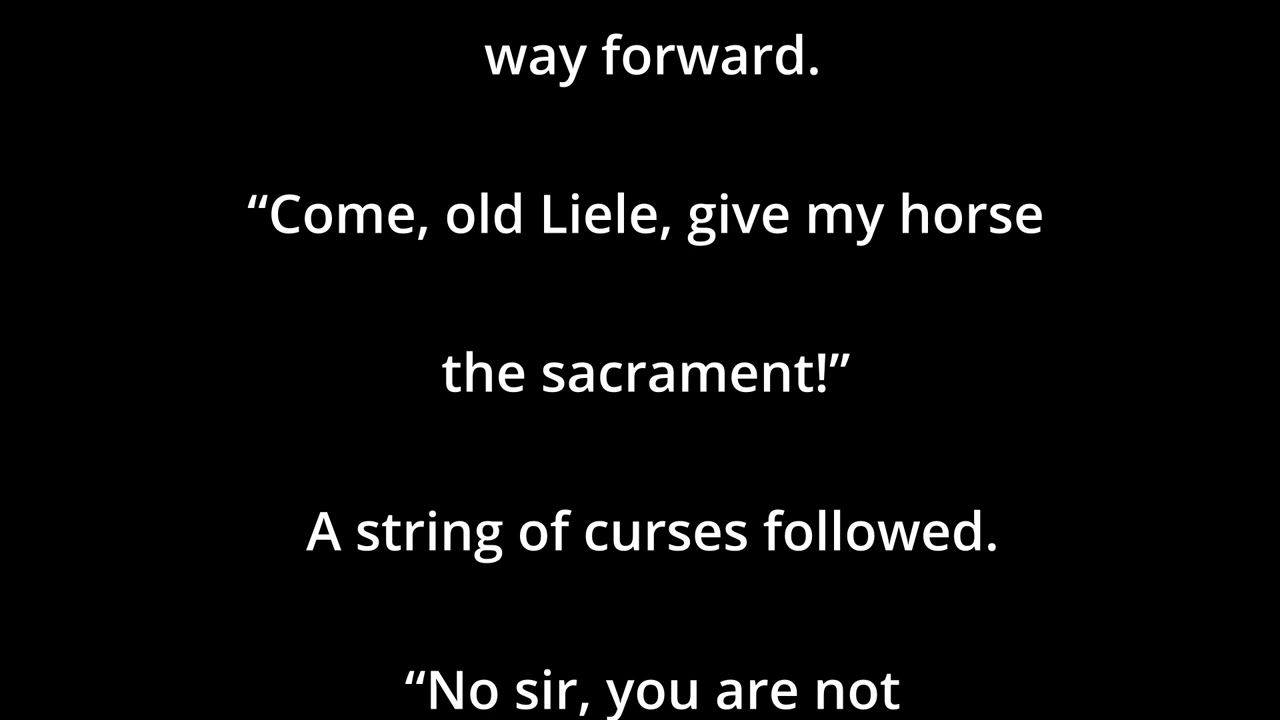 way forward.
“Come, old Liele, give my horse
the sacrament!”
A string of curses followed.
“No sir, you are not